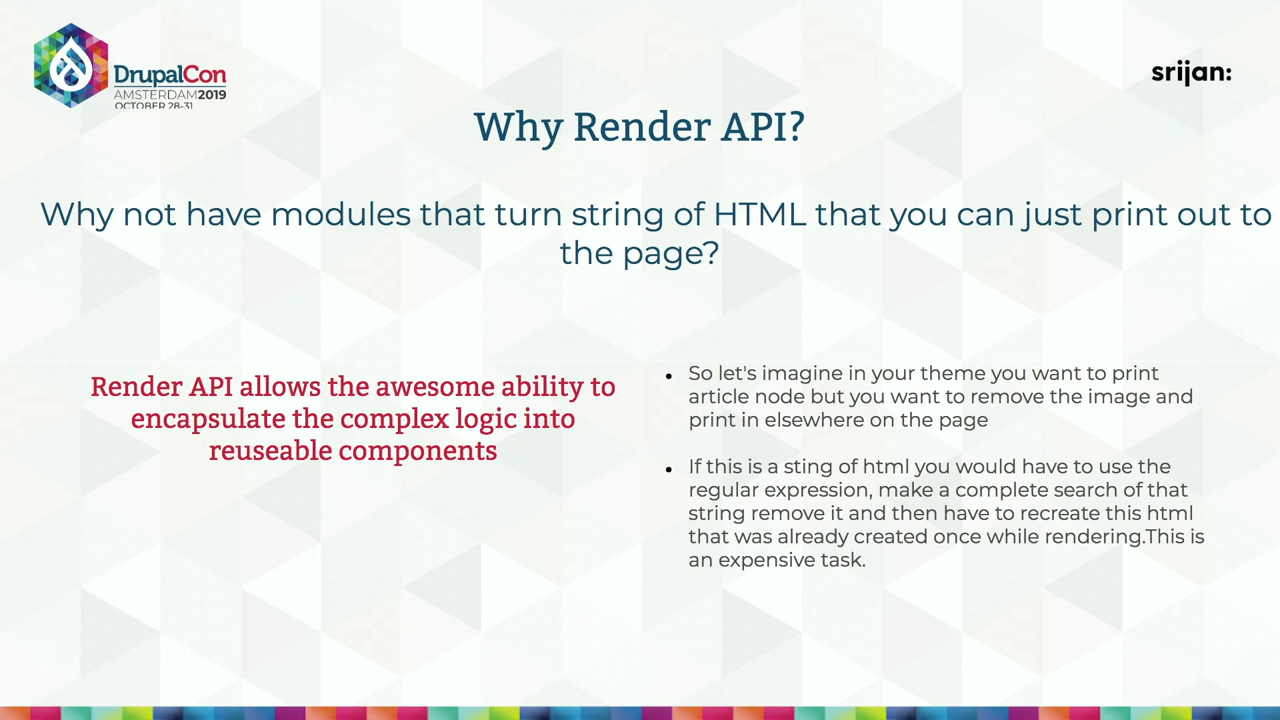 DrupalCon
AMSTERDAM2019
OCTOBER 28-31
srijan:
Why Render API?
Why not have modules that turn string of HTML that you can just print out to
the page?
Render API allows the awesome ability to
encapsulate the complex logic into
reuseable components
• So let's imagine in your theme you want to print
article node but you want to remove the image and
print in elsewhere on the page
• If this is a sting of html you would have to use the
regular expression, make a complete search of that
string remove it and then have to recreate this html
that was already created once while rendering.This is
an expensive task.